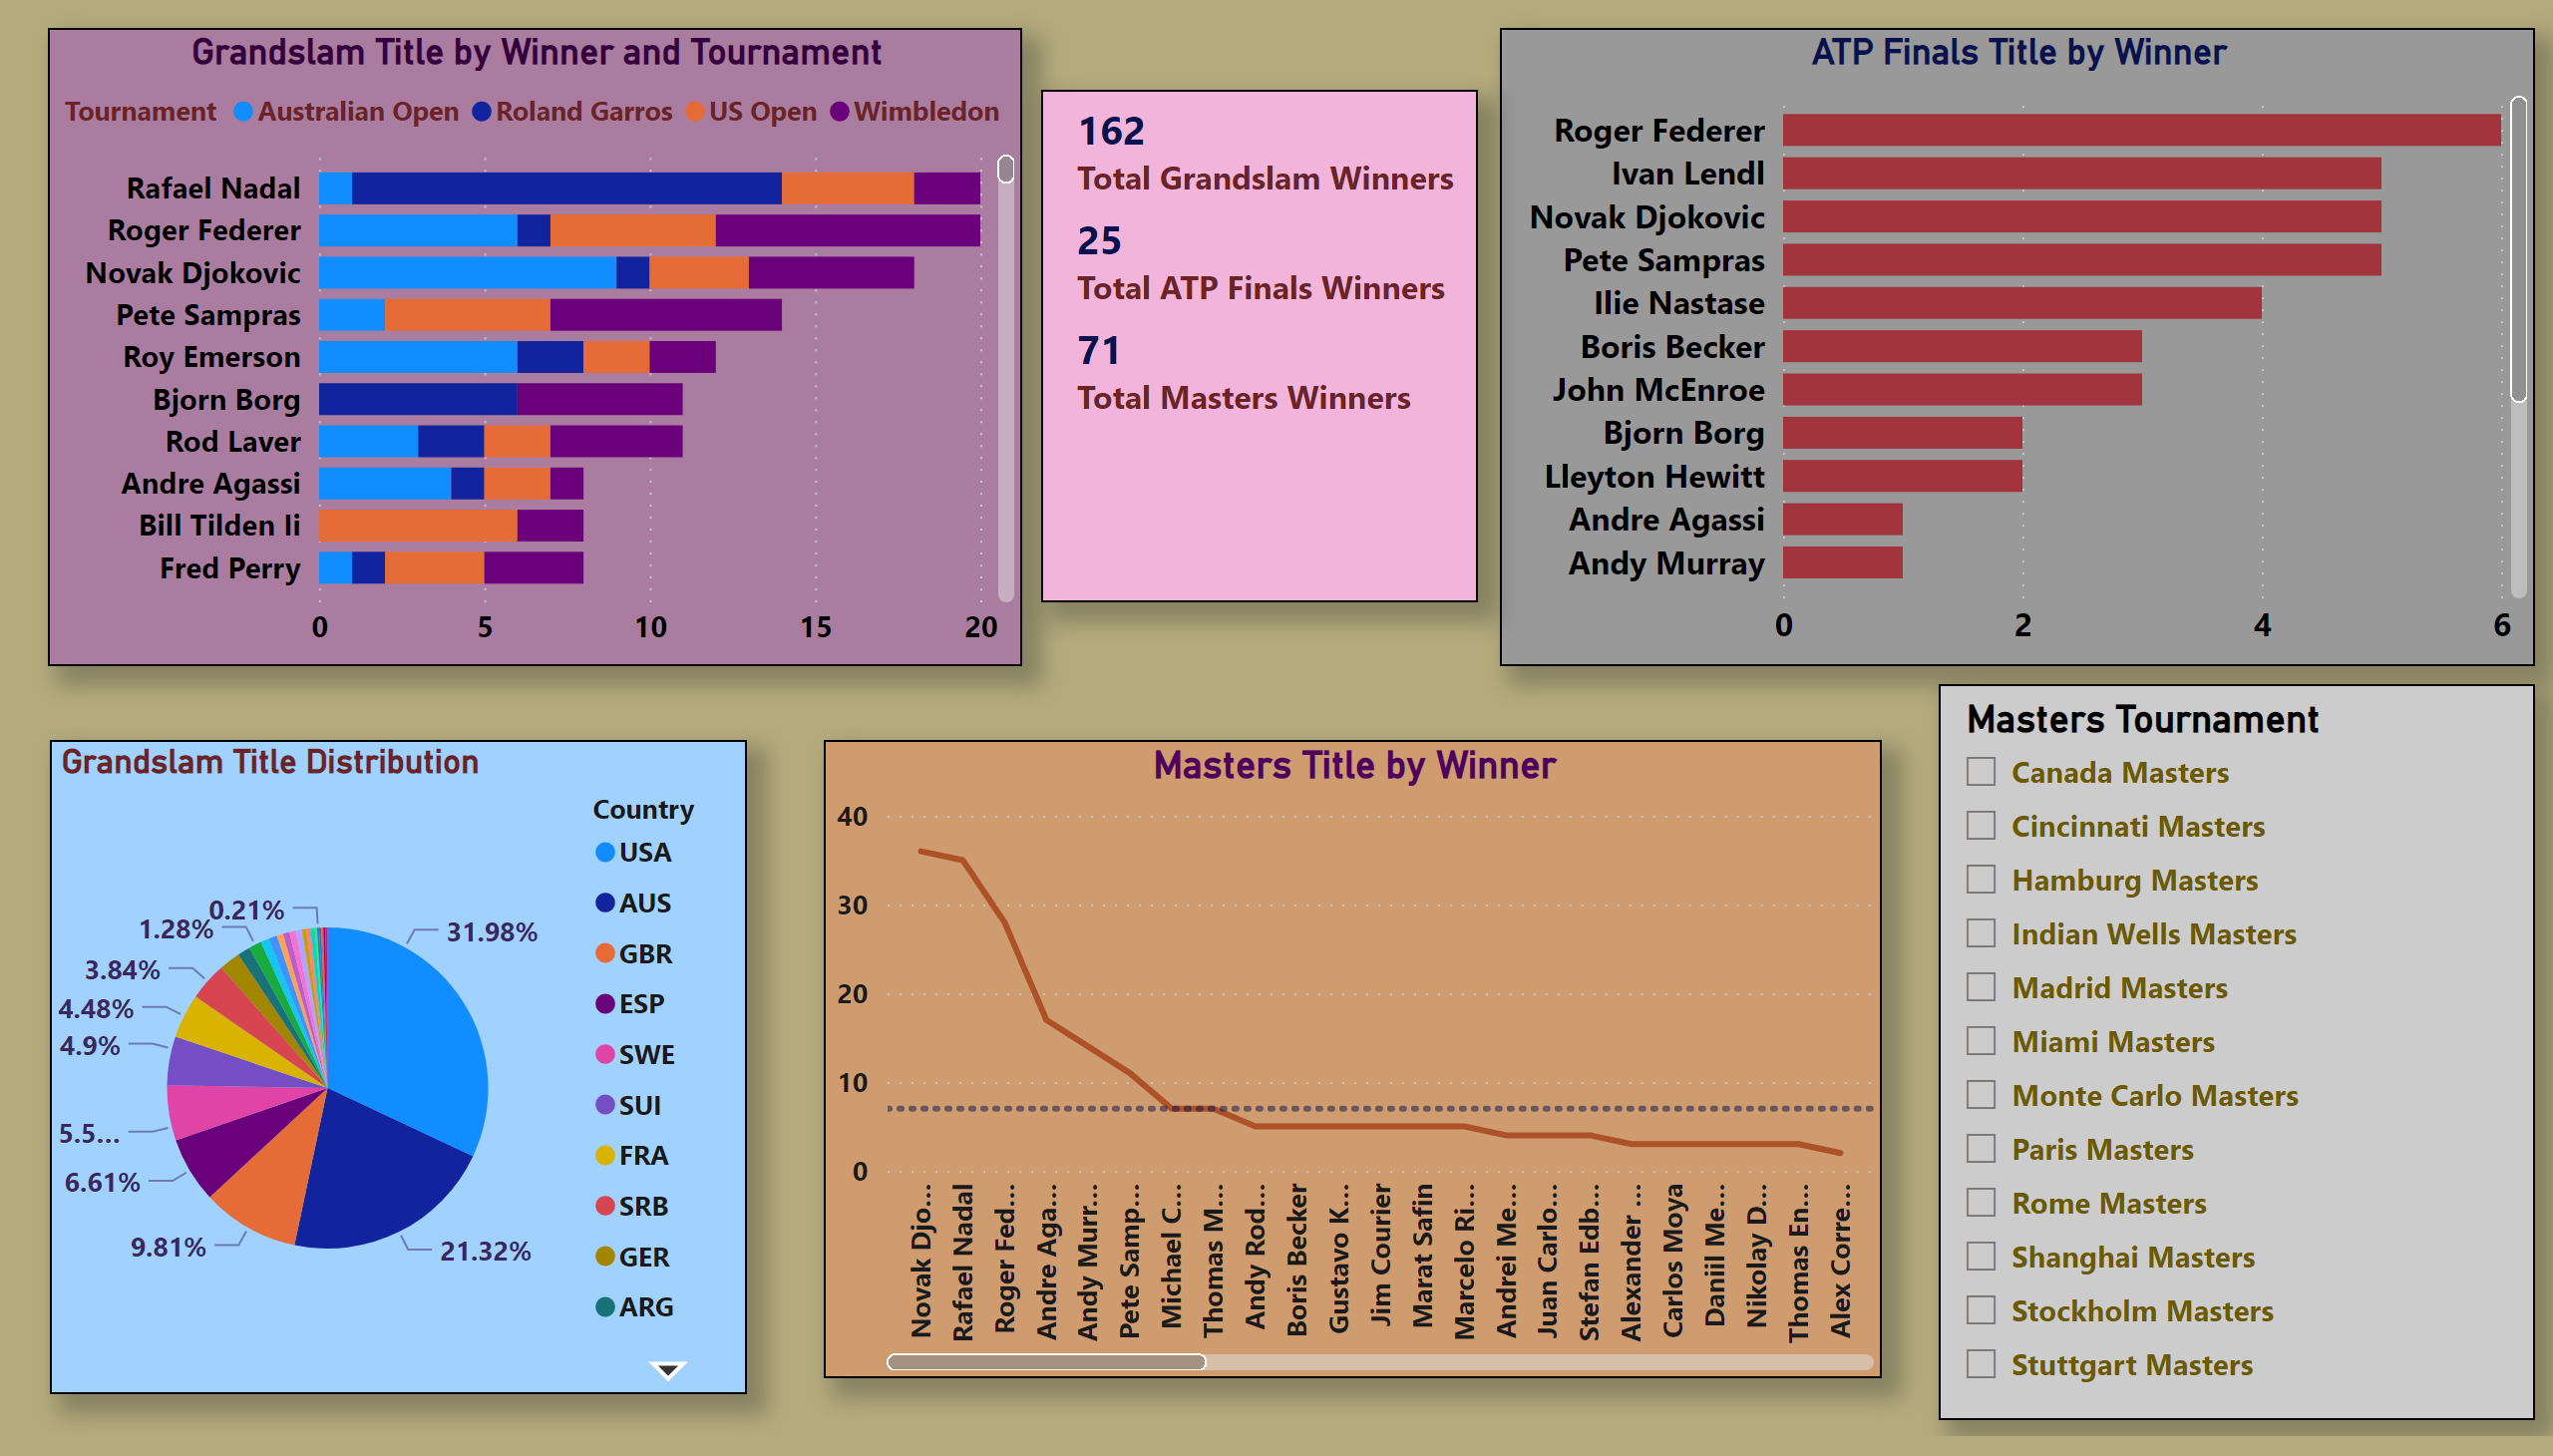 Grandslam Title by Winner and Tournament
Tournament Australian Open Roland Garros US Open Wimbledon
Rafael Nadal
Roger Federer
Novak Djokovic
Pete Sampras
Roy Emerson
Bjorn Borg
Rod Laver
Andre Agassi
Bill Tilden Ii
Fred Perry
0 5 10 15 20
162
Total Grandslam Winners
25
Total ATP Finals Winners
71
Total Masters Winners
ATP Finals Title by Winner
Roger Federer
Ivan Lendl
Novak Djokovic
Pete Sampras
Ilie Nastase
Boris Becker
John McEnroe
Bjorn Borg
Lleyton Hewitt
Andre Agassi
Andy Murray
0 2 4 6
Grandslam Title Distribution
Country
USA
AUS
GBR
ESP
SWE
SUI
FRA
SRB
GER
ARG
0.21%
1.28%
3.84%
4.48%
4.9%
5.5...
6.61%
9.81%
31.98%
21.32%
Masters Title by Winner
40
30
20
10
0
Novak Djo...
Rafael Nadal
Roger Fed...
Andre Aga...
Andy Murr...
Pete Samp...
Michael C...
Thomas M...
Andy Rod...
Boris Becker
Gustavo K...
Jim Courier
Marat Safin
Marcelo Ri...
Andrei Me...
Juan Carlo...
Stefan Edb...
Alexander ...
Carlos Moya
Daniil Me...
Nikolay D...
Thomas En...
Alex Corre...
Masters Tournament
Canada Masters
Cincinnati Masters
Hamburg Masters
Indian Wells Masters
Madrid Masters
Miami Masters
Monte Carlo Masters
Paris Masters
Rome Masters
Shanghai Masters
Stockholm Masters
Stuttgart Masters